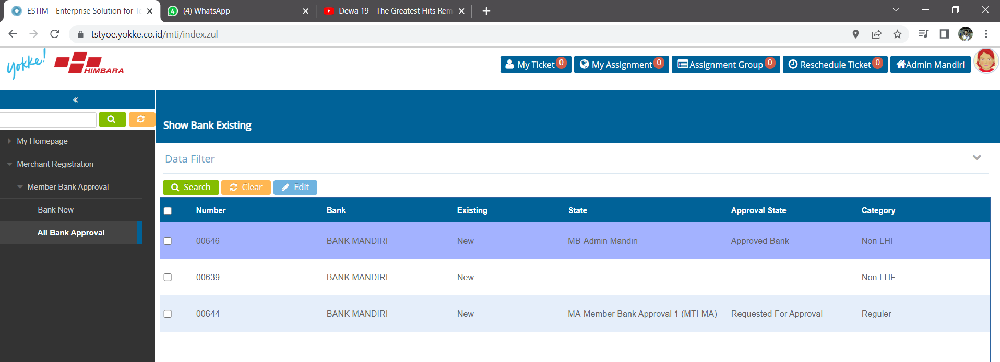 ESTIM - Enterprise Solution for Te
(4) WhatsApp
Dewa 19 - The Greatest Hits Rem
tstyoe.yokke.co.id/mti/index.zul
yokke!
HIMBARA
My Ticket 0
My Assignment 0
Assignment Group 0
Reschedule Ticket 0
Admin Mandiri
Show Bank Existing
My Homepage
Merchant Registration
Member Bank Approval
Bank New
All Bank Approval
Data Filter
Search Clear Edit
Number Bank Existing State Approval State Category
00646 BANK MANDIRI New MB-Admin Mandiri Approved Bank Non LHF
00639 BANK MANDIRI New Non LHF
00644 BANK MANDIRI New MA-Member Bank Approval 1 (MTI-MA) Requested For Approval Reguler